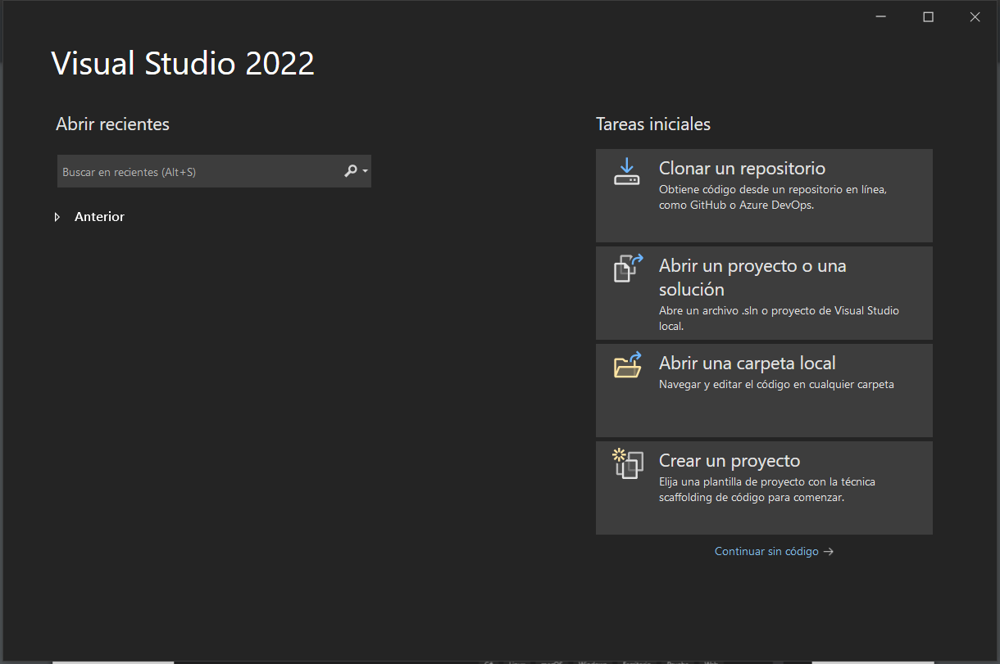 Visual Studio 2022
Abrir recientes
Buscar en recientes (Alt+S)
Anterior
Tareas iniciales
Clonar un repositorio
Obtiene código desde un repositorio en línea,
como GitHub o Azure DevOps.
Abrir un proyecto o una
solución
Abre un archivo .sln o proyecto de Visual Studio
local.
Abrir una carpeta local
Navegar y editar el código en cualquier carpeta
Crear un proyecto
Elija una plantilla de proyecto con la técnica
scaffolding de código para comenzar.
Continuar sin código →